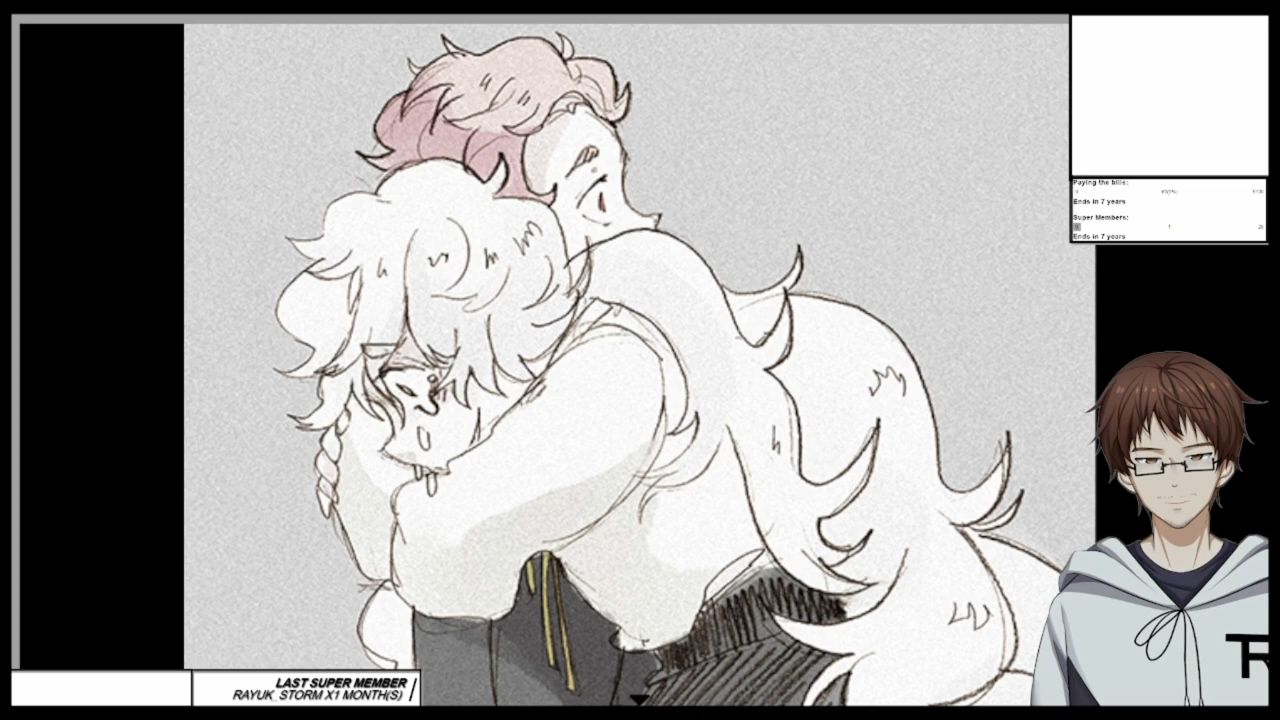 Paying the bills:
Ends in 7 years
Super Members:
1
Ends in 7 years
LAST SUPER MEMBER
RAYUK_STORM X1 MONTH(S)